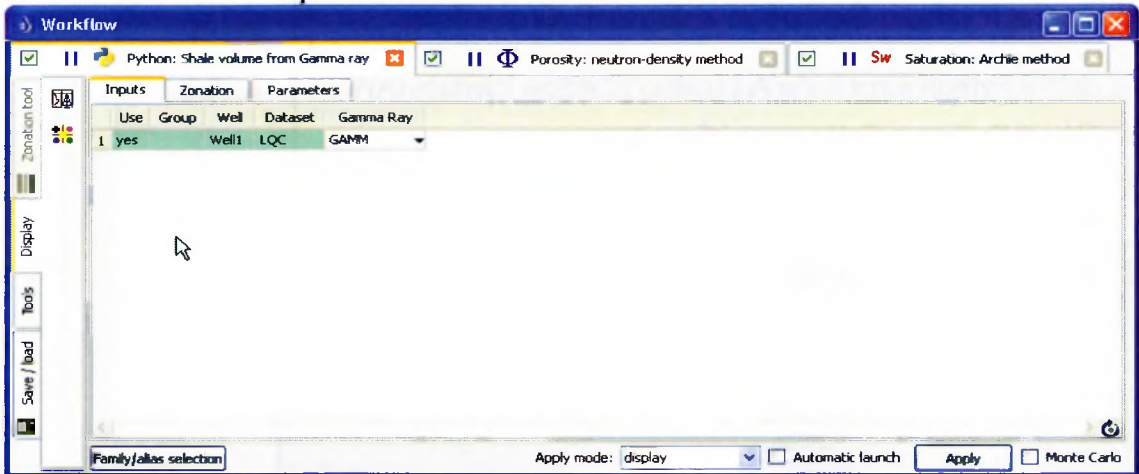 Workflow
Python: Shale volume from Gamma ray
Φ Porosity: neutron-density method
Sw Saturation: Archie method
Zonation tool
Display
Tools
Save / load
Inputs Zonation Parameters
Use Group Well Dataset Gamma Ray
1 yes Well1 LQC GAMM
Family/alias selection
Apply mode: display
Automatic launch
Apply
Monte Carlo